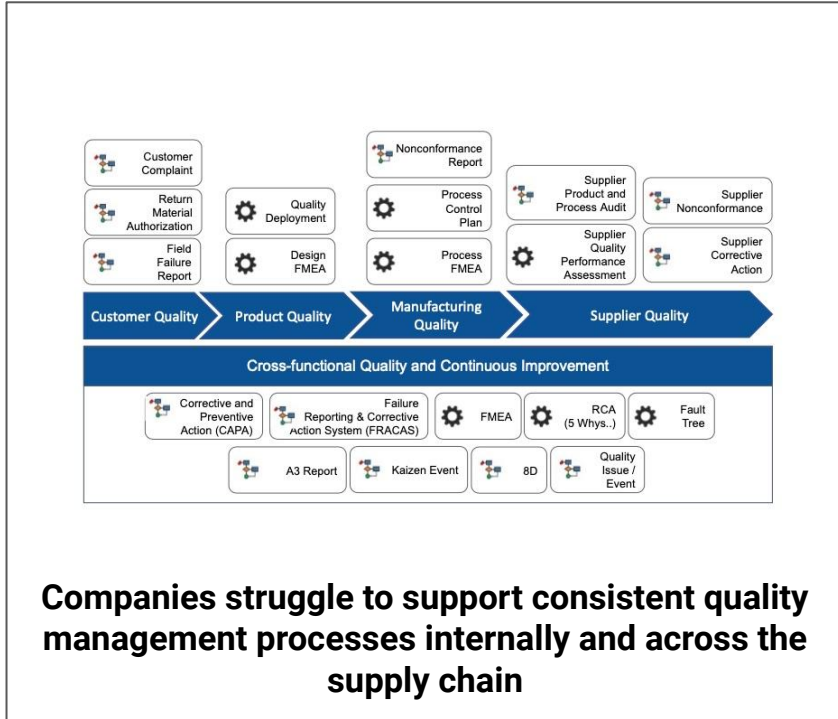 Customer
Complaint
Return
Material
Authorization
Field
Failure
Report
Quality
Deployment
Design
FMEA
Nonconformance
Report
Process
Control
Plan
Process
FMEA
Supplier
Product and
Process Audit
Supplier
Quality
Performance
Assessment
Supplier
Nonconformance
Supplier
Corrective
Action
Customer Quality
Product Quality
Manufacturing
Quality
Supplier Quality
Cross-functional Quality and Continuous Improvement
Corrective and
Preventive
Action (CAPA)
Failure
Reporting & Corrective
Action System (FRACAS)
FMEA
RCA
(5 Whys..)
Fault
Tree
A3 Report
Kaizen Event
8D
Quality
Issue /
Event
Companies struggle to support consistent quality
management processes internally and across the
supply chain